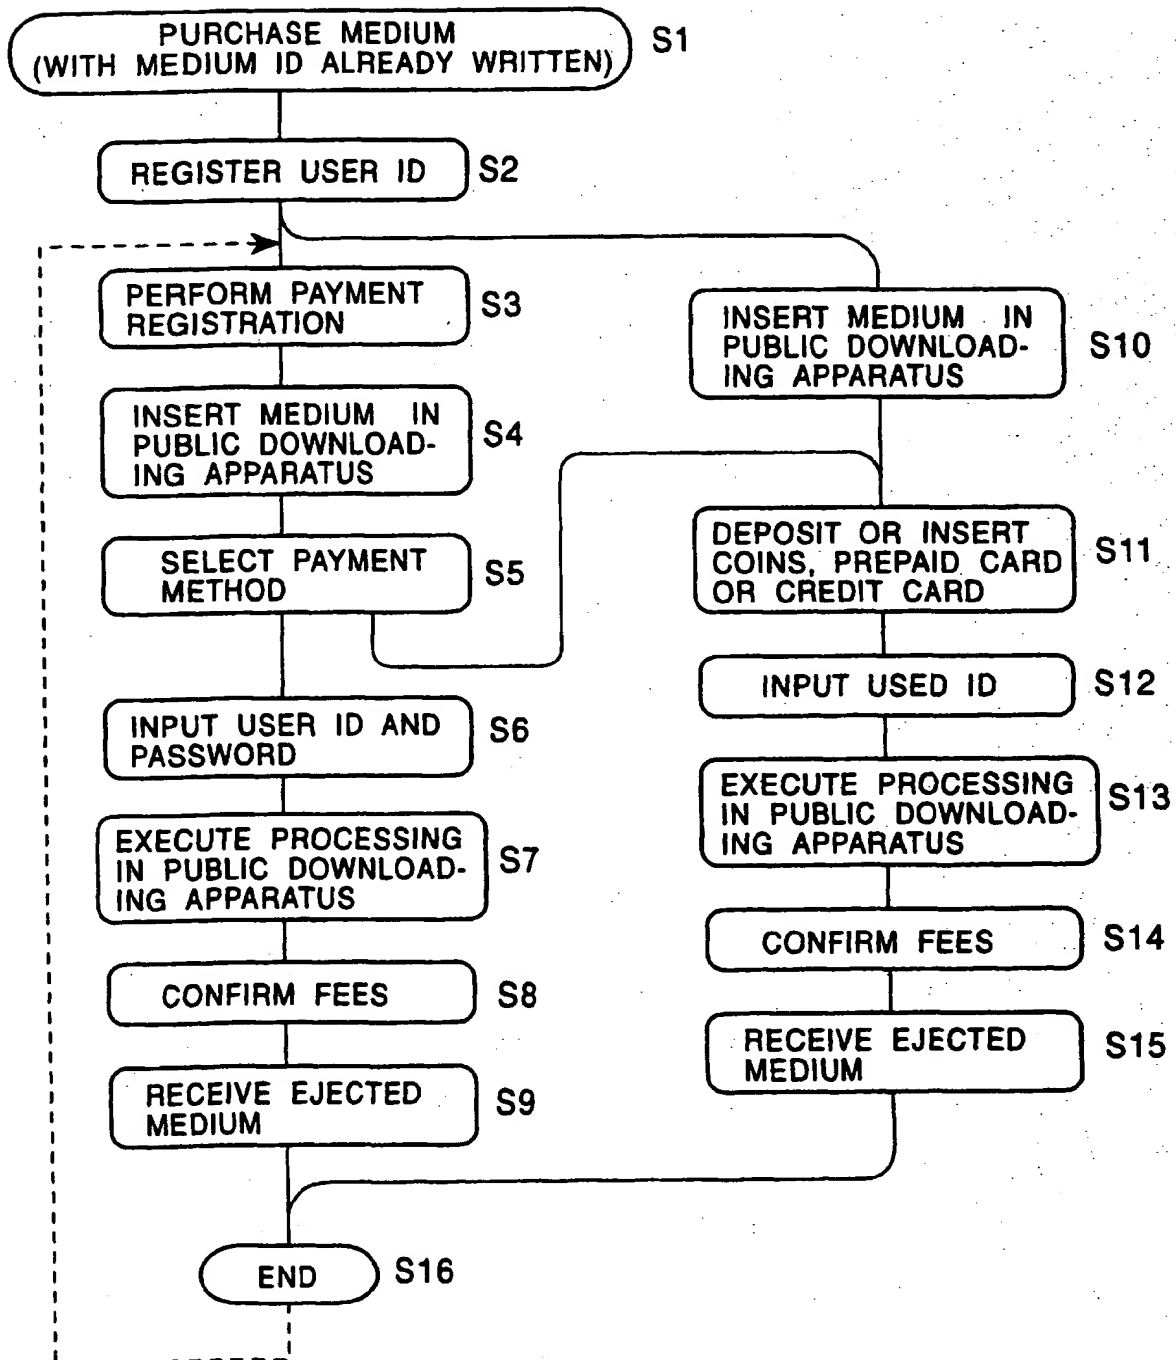 PURCHASE MEDIUM
(WITH MEDIUM ID ALREADY WRITTEN)
S1
REGISTER USER ID
S2
PERFORM PAYMENT
REGISTRATION
S3
INSERT MEDIUM IN
PUBLIC DOWNLOAD-
ING APPARATUS
S4
SELECT PAYMENT
METHOD
S5
INPUT USER ID AND
PASSWORD
S6
EXECUTE PROCESSING
IN PUBLIC DOWNLOAD-
ING APPARATUS
S7
CONFIRM FEES
S8
RECEIVE EJECTED
MEDIUM
S9
INSERT MEDIUM IN
PUBLIC DOWNLOAD-
ING APPARATUS
S10
DEPOSIT OR INSERT
COINS, PREPAID CARD
OR CREDIT CARD
S11
INPUT USED ID
S12
EXECUTE PROCESSING
IN PUBLIC DOWNLOAD-
ING APPARATUS
S13
CONFIRM FEES
S14
RECEIVE EJECTED
MEDIUM
S15
END
S16